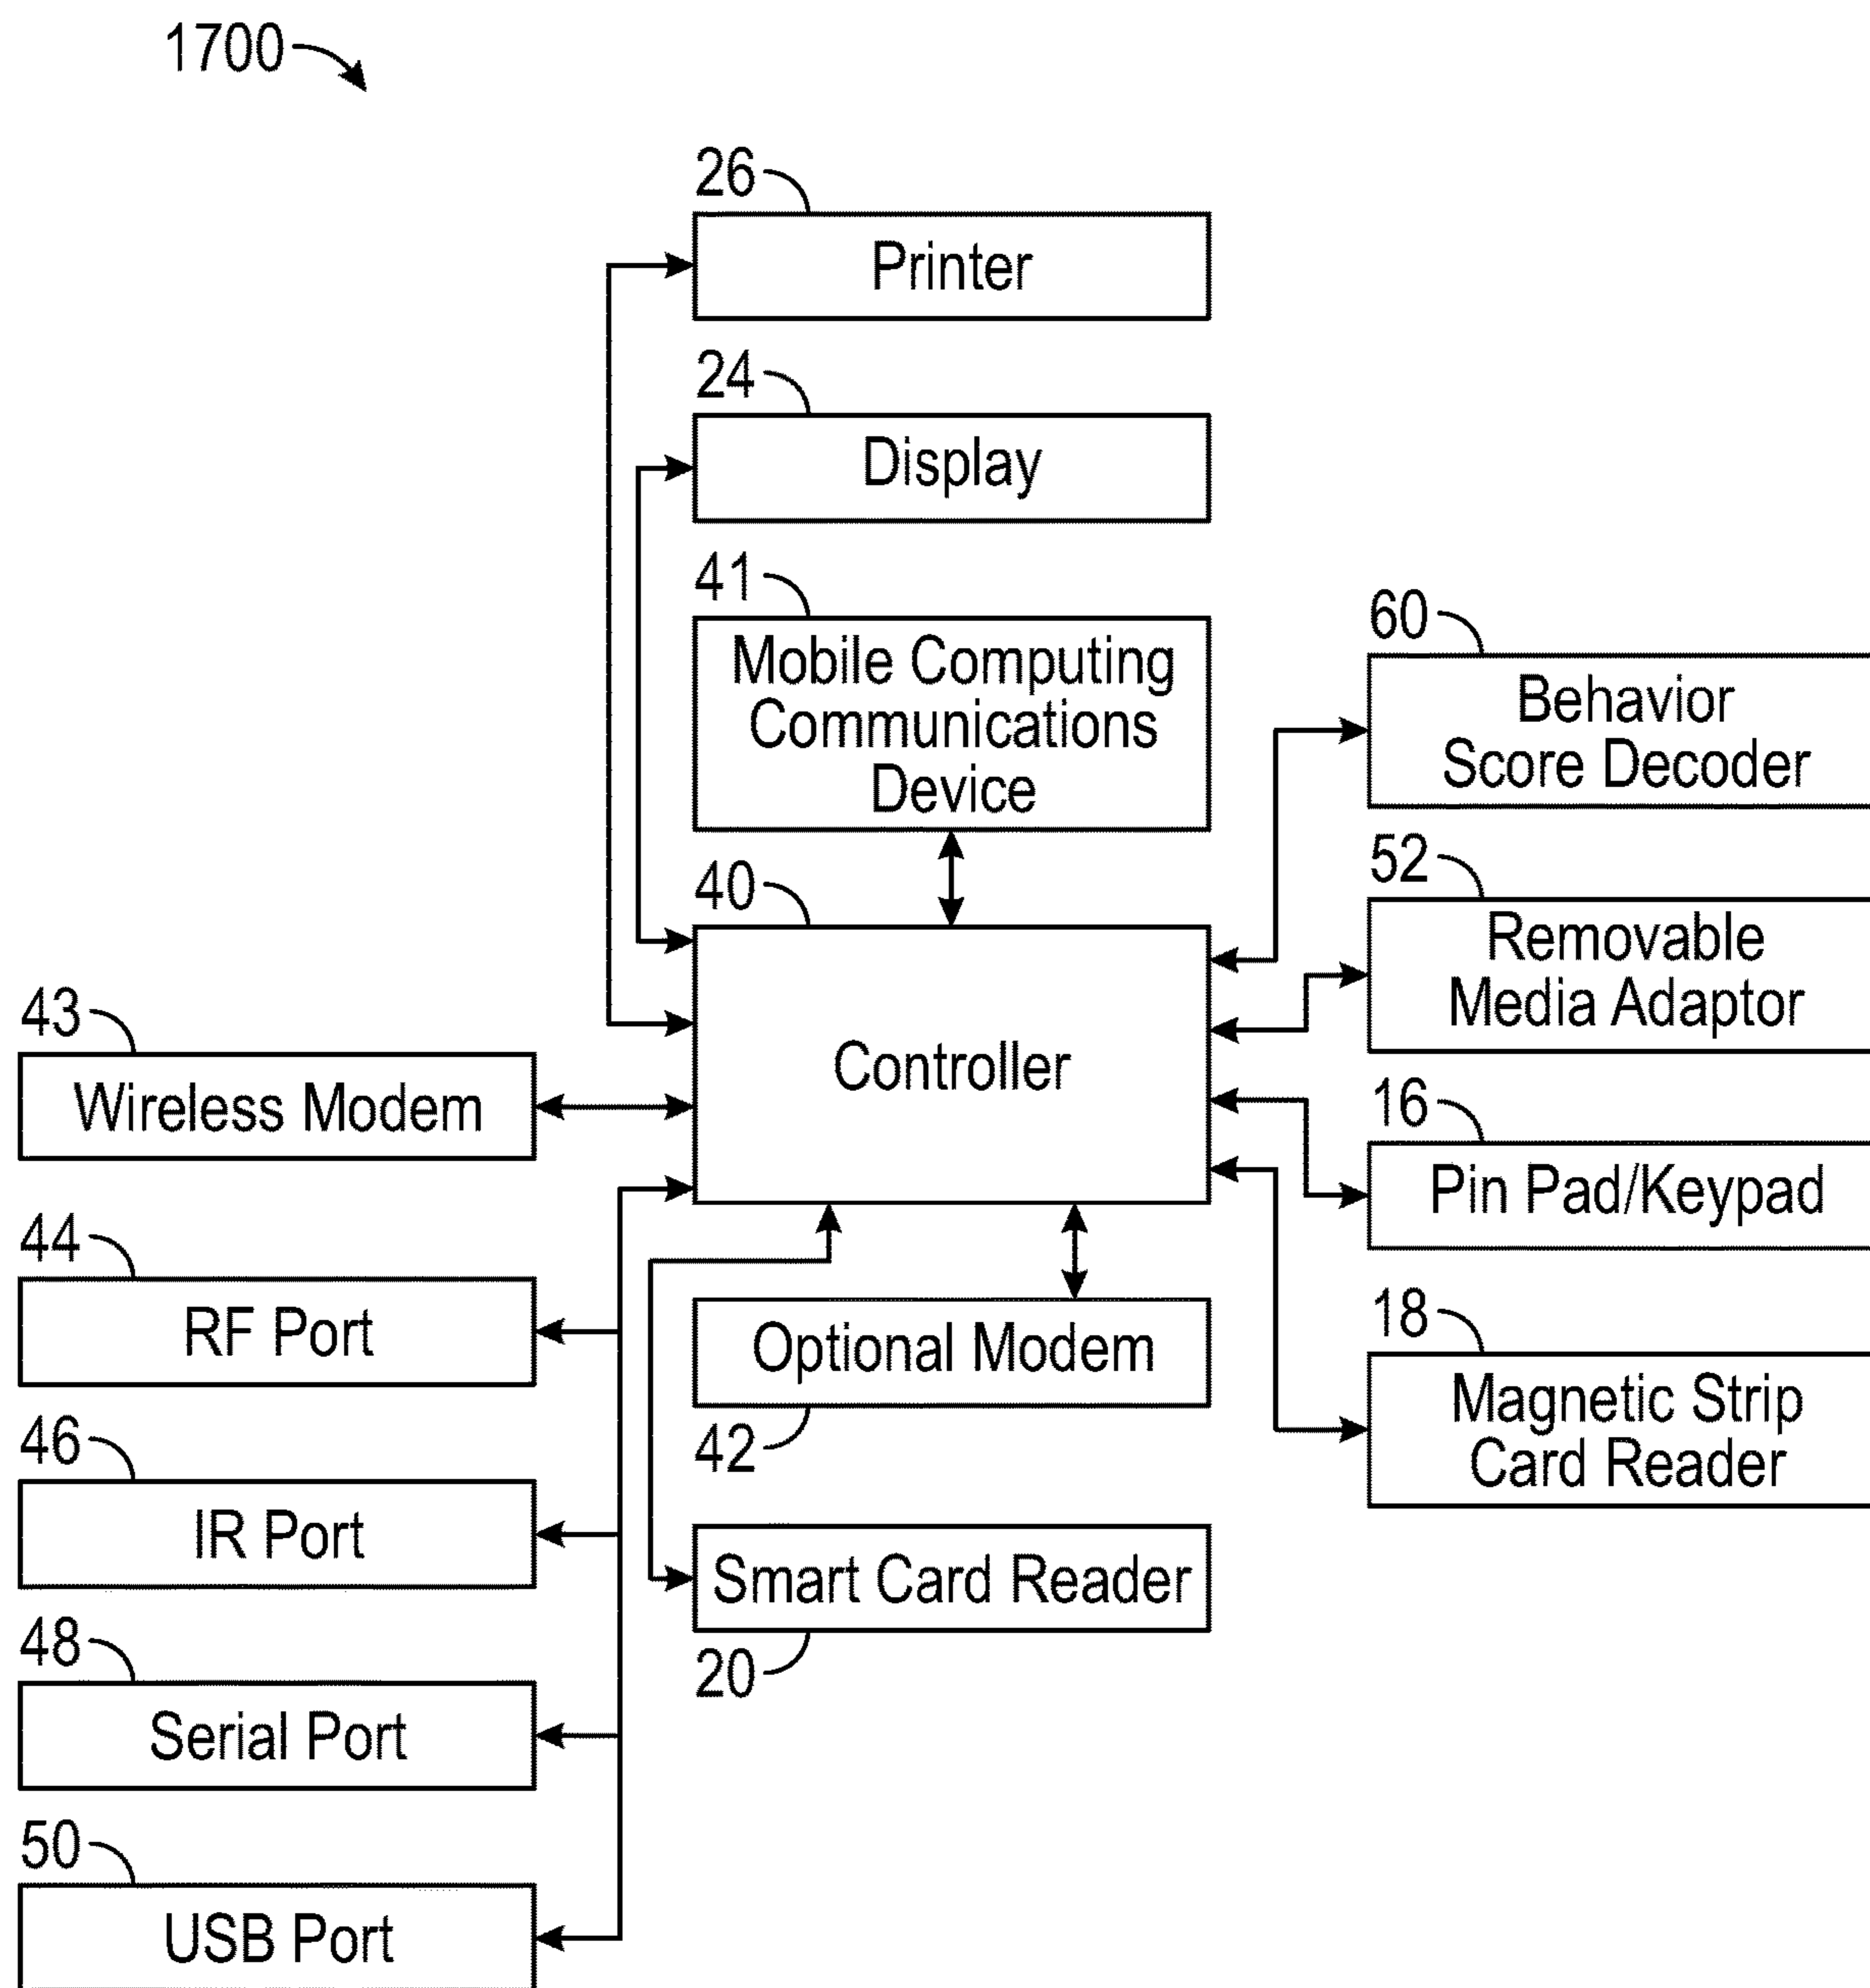 1700
26
Printer
24
Display
41
Mobile Computing
Communications
Device
60
Behavior
Score Decoder
40
Controller
52
Removable
Media Adaptor
43
Wireless Modem
16
Pin Pad/Keypad
44
RF Port
Optional Modem
42
18
Magnetic Strip
Card Reader
46
IR Port
Smart Card Reader
20
48
Serial Port
50
USB Port